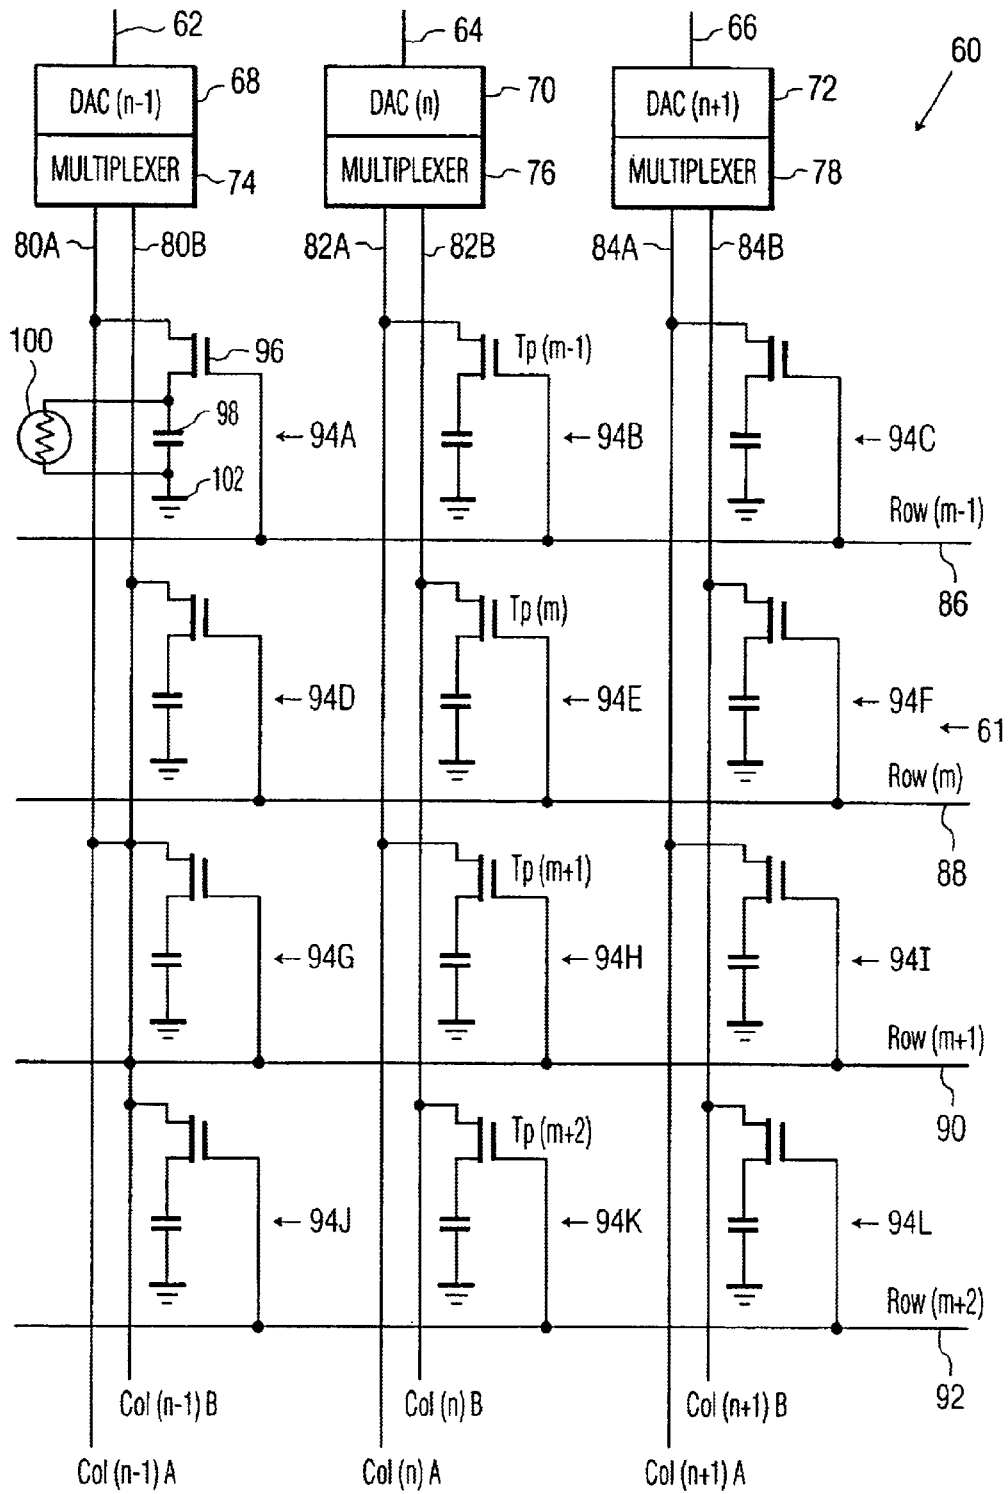 62 64 66 60
DAC (n-1) 68 DAC (n) 70 DAC (n+1) 72
MULTIPLEXER 74 MULTIPLEXER 76 MULTIPLEXER 78
80A 80B 82A 82B 84A 84B
100 96 Tp (m-1)
98 94A 94B 94C
102
Row (m-1)
86
Tp (m)
94D 94E 94F
61
Row (m)
88
Tp (m+1)
94G 94H 94I
Row (m+1)
90
Tp (m+2)
94J 94K 94L
Row (m+2)
92
Col (n-1) B Col (n) B Col (n+1) B
Col (n-1) A Col (n) A Col (n+1) A